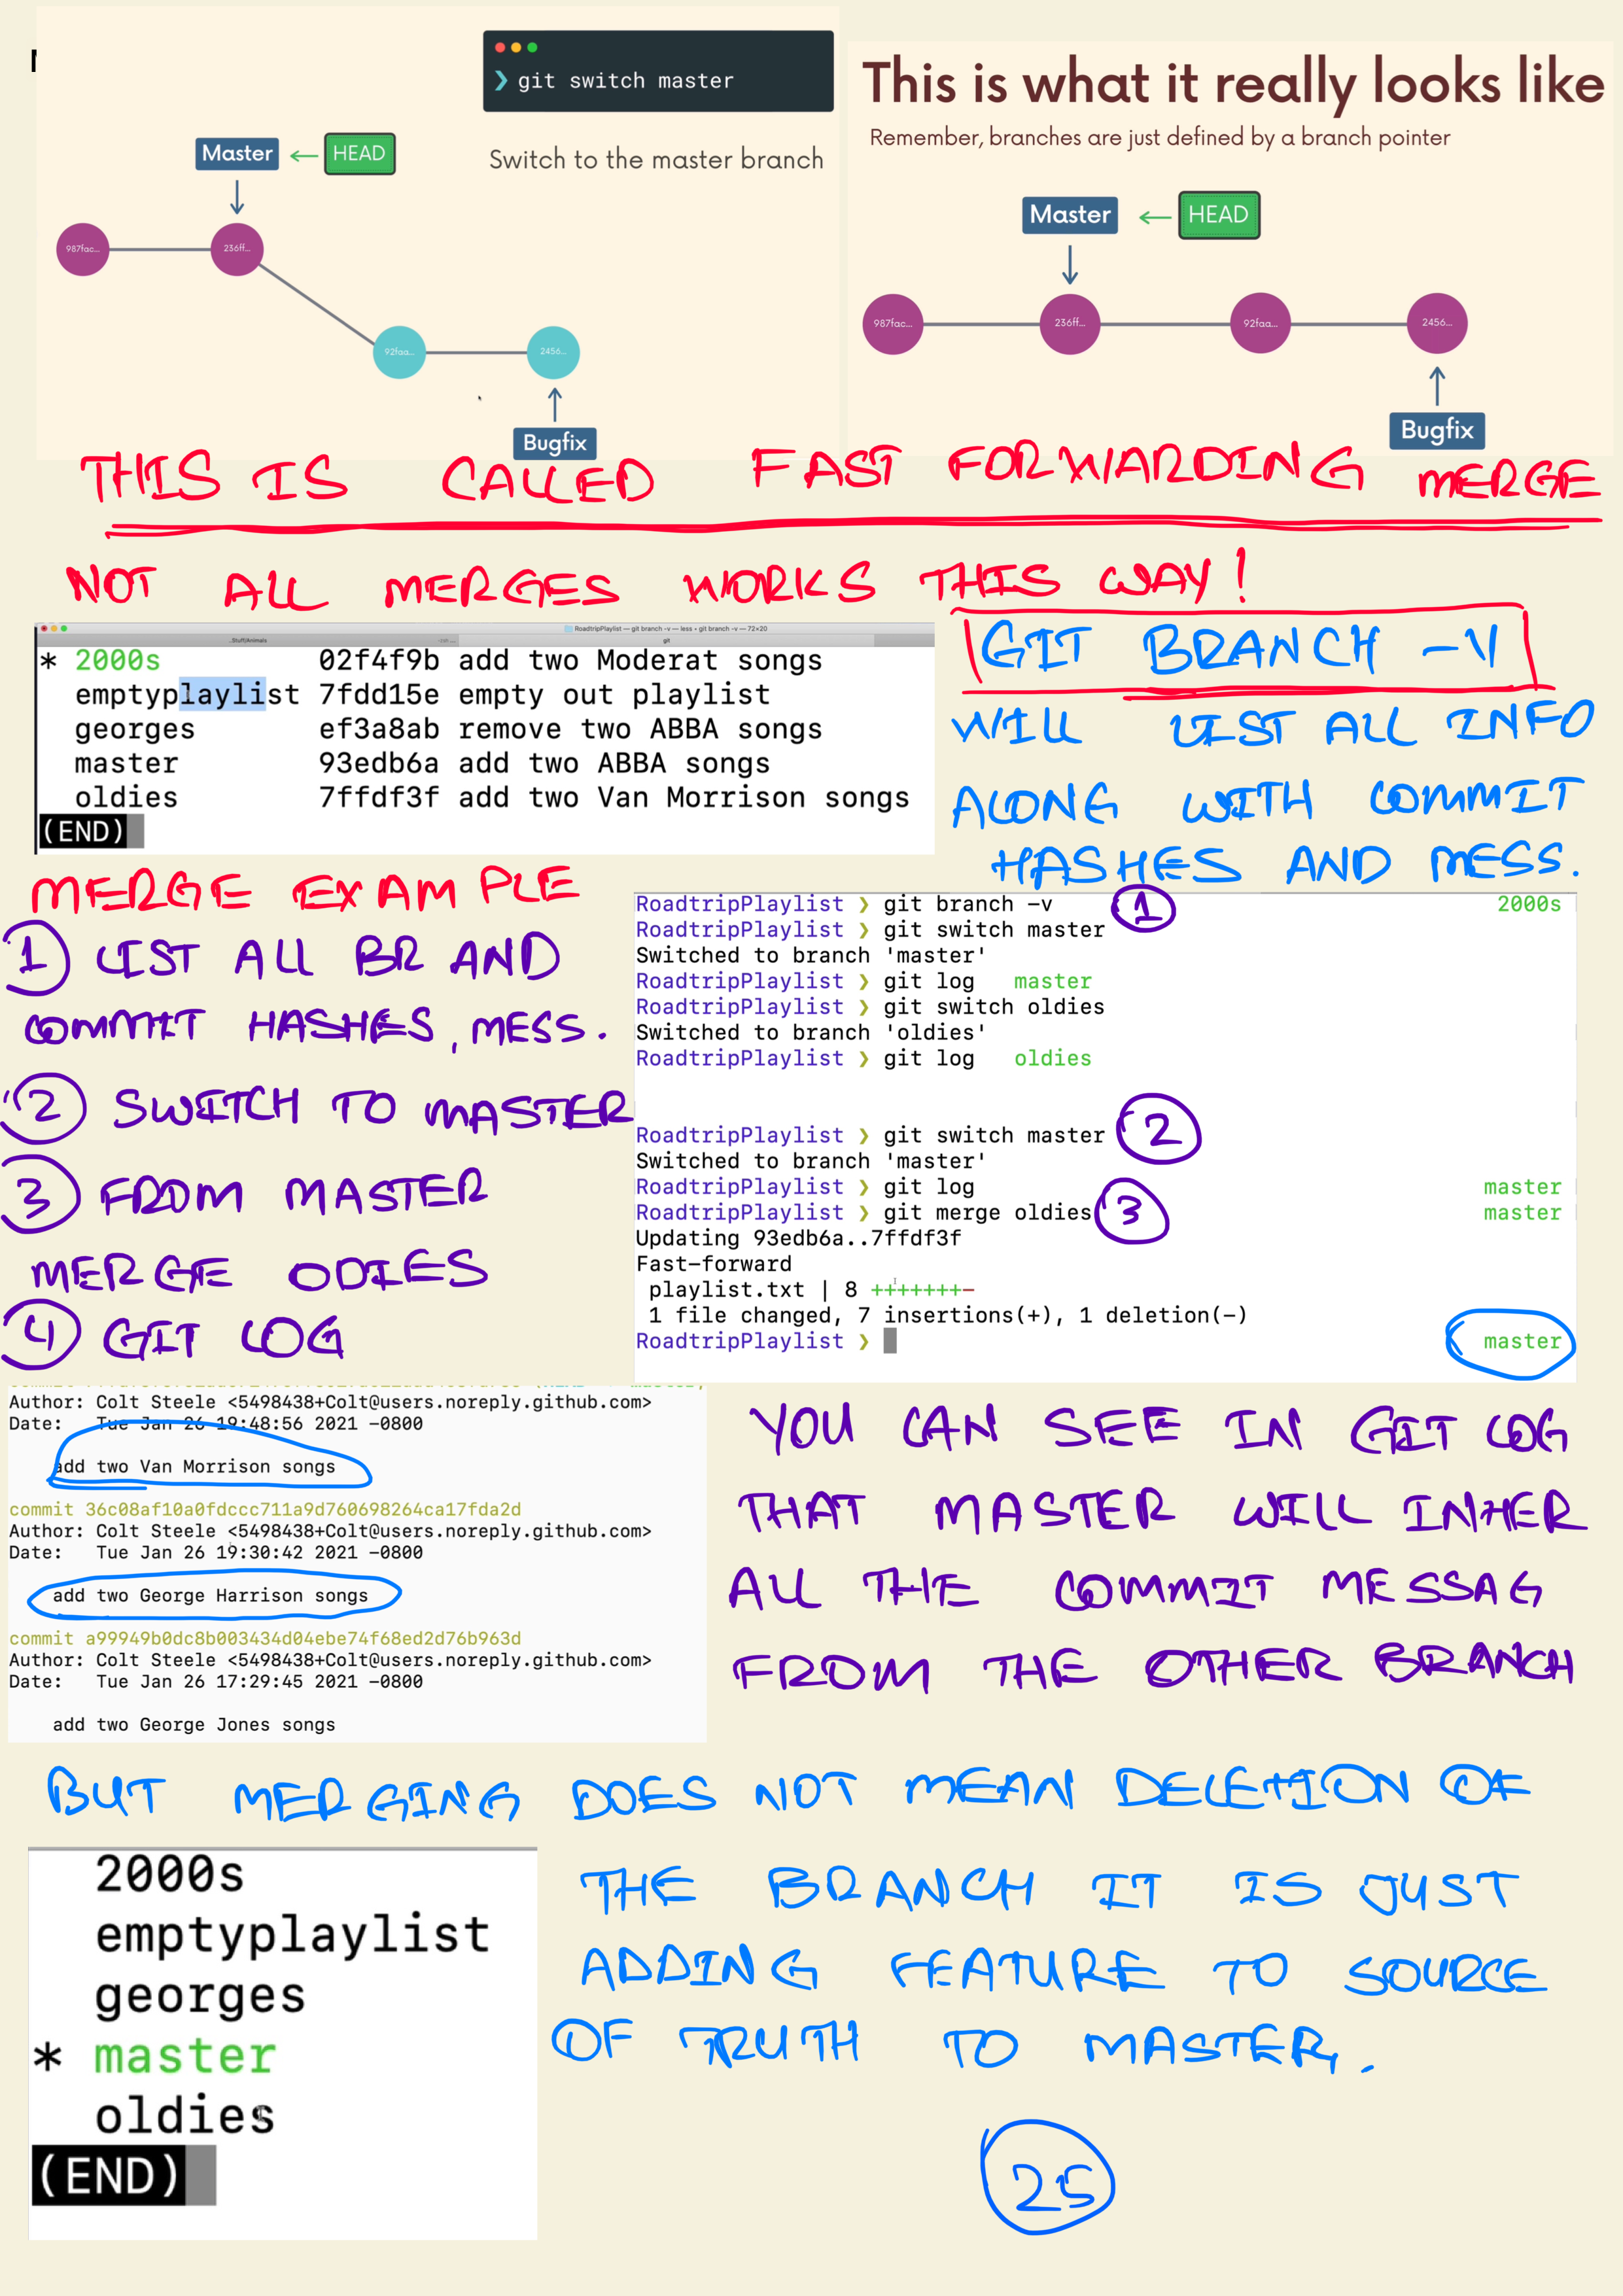 git switch master
Switch to the master branch
Master
HEAD
987fac...
236ff...
92faa...
2456...
Bugfix
This is what it really looks like
Remember, branches are just defined by a branch pointer
Master
HEAD
987fac...
236ff...
92faa...
2456...
Bugfix
THIS IS CALLED FAST FORWARDING MERGE
NOT ALL MERGES WORKS THIS WAY!
RoadtripPlaylist — git branch -v — less • git branch -v — 72×20
..Stuff/Animals
git
* 2000s 02f4f9b add two Moderat songs
emptyplaylist 7fdd15e empty out playlist
georges ef3a8ab remove two ABBA songs
master 93edb6a add two ABBA songs
oldies 7ffdf3f add two Van Morrison songs
(END)
GIT BRANCH -V
WILL LIST ALL INFO
ALONG WITH COMMIT
HASHES AND MESS.
MERGE EXAMPLE
1 LIST ALL BR AND
COMMIT HASHES, MESS.
2 SWITCH TO MASTER
3 FROM MASTER
MERGE ODIES
4 GIT LOG
RoadtripPlaylist ❯ git branch -v 1 2000s
RoadtripPlaylist ❯ git switch master
Switched to branch 'master'
RoadtripPlaylist ❯ git log master
RoadtripPlaylist ❯ git switch oldies
Switched to branch 'oldies'
RoadtripPlaylist ❯ git log oldies
RoadtripPlaylist ❯ git switch master 2
Switched to branch 'master'
RoadtripPlaylist ❯ git log master
RoadtripPlaylist ❯ git merge oldies 3 master
Updating 93edb6a..7ffdf3f
Fast-forward
playlist.txt | 8 +++++++-
1 file changed, 7 insertions(+), 1 deletion(-)
RoadtripPlaylist ❯ master
Author: Colt Steele <5498438+Colt@users.noreply.github.com>
Date: Tue Jan 26 19:48:56 2021 -0800
add two Van Morrison songs
commit 36c08af10a0fdccc711a9d760698264ca17fda2d
Author: Colt Steele <5498438+Colt@users.noreply.github.com>
Date: Tue Jan 26 19:30:42 2021 -0800
add two George Harrison songs
commit a99949b0dc8b003434d04ebe74f68ed2d76b963d
Author: Colt Steele <5498438+Colt@users.noreply.github.com>
Date: Tue Jan 26 17:29:45 2021 -0800
add two George Jones songs
YOU CAN SEE IN GIT LOG
THAT MASTER WILL INHER
ALL THE COMMIT MESSAG
FROM THE OTHER BRANCH
BUT MERGING DOES NOT MEAN DELETION OF
THE BRANCH IT IS JUST
ADDING FEATURE TO SOURCE
OF TRUTH TO MASTER.
2000s
emptyplaylist
georges
* master
oldies
(END)
25